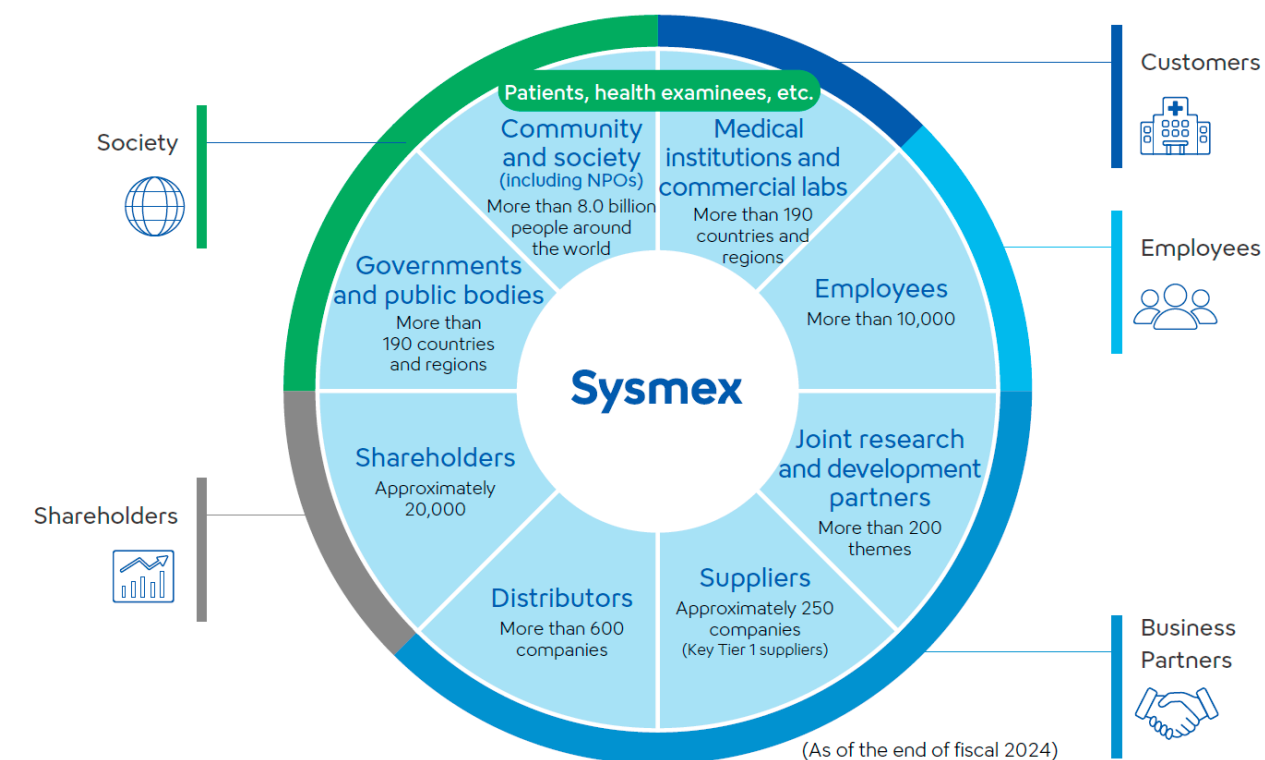 Patients, health examinees, etc.
Community
and society
(including NPOs)
More than 8.0 billion
people around
the world
Medical
institutions and
commercial labs
More than 190
countries and
regions
Customers
Society
Governments
and public bodies
More than
190 countries
and regions
Employees
More than 10,000
Employees
Sysmex
Shareholders
Approximately
20,000
Joint research
and development
partners
More than 200
themes
Shareholders
Distributors
More than 600
companies
Suppliers
Approximately 250
companies
(Key Tier 1 suppliers)
Business
Partners
(As of the end of fiscal 2024)